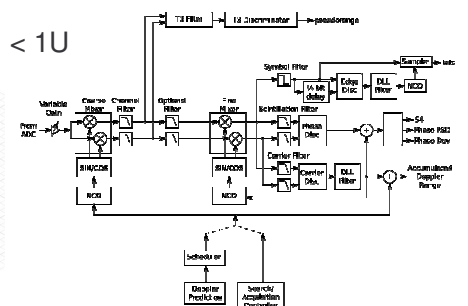 < 1U
T3 Filter
T3 Discriminator
pseudorange
Symbol Filter
Sampler
bits
½ bit delay
Edge Disc
DLL Filter
NCO
Variable Gain
Coarse Mixer
Channel Filter
Optional Filter
Fine Mixer
Scintillation Filter
From ADC
Phase Disc
S4
Phase PSD
Phase Dev
SIN/COS
SIN/COS
Carrier Filter
Carrier Disc.
DLL Filter
Accumulated Doppler Range
NCO
NCO
Scheduler
Doppler Prediction
Search/ Acquisition Controller